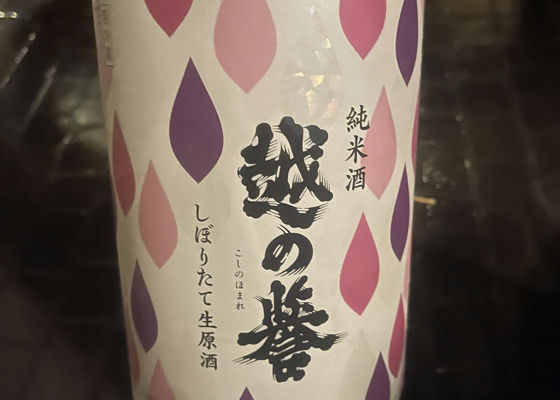 純米酒
越の誉
こしのほまれ
しぼりたて生原酒